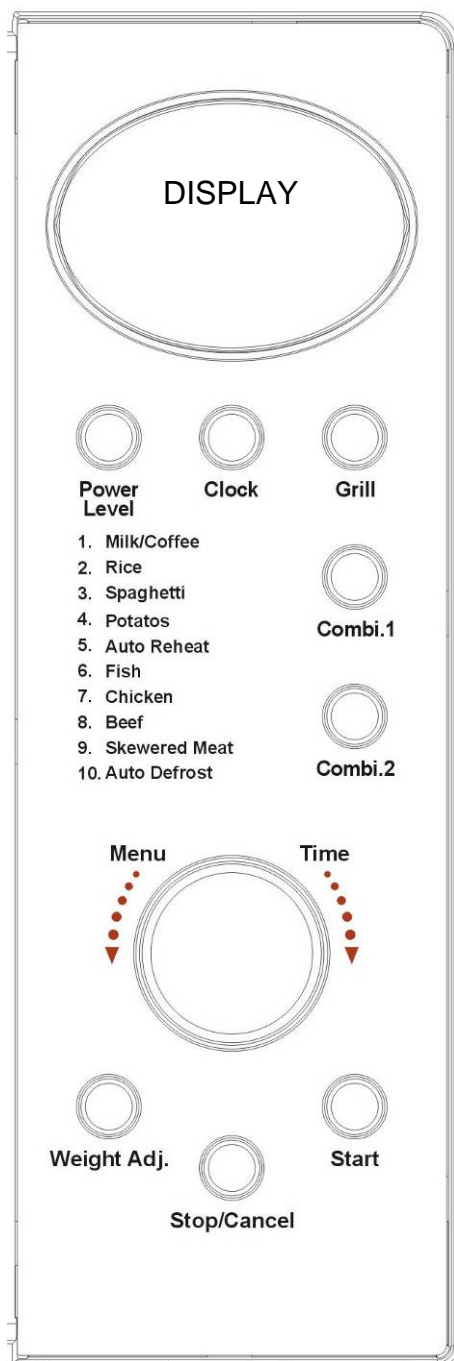 DISPLAY
Power
Level
Clock
Grill
1. Milk/Coffee
2. Rice
3. Spaghetti
4. Potatos
5. Auto Reheat
6. Fish
7. Chicken
8. Beef
9. Skewered Meat
10. Auto Defrost
Combi.1
Combi.2
Menu
Time
Weight Adj.
Start
Stop/Cancel